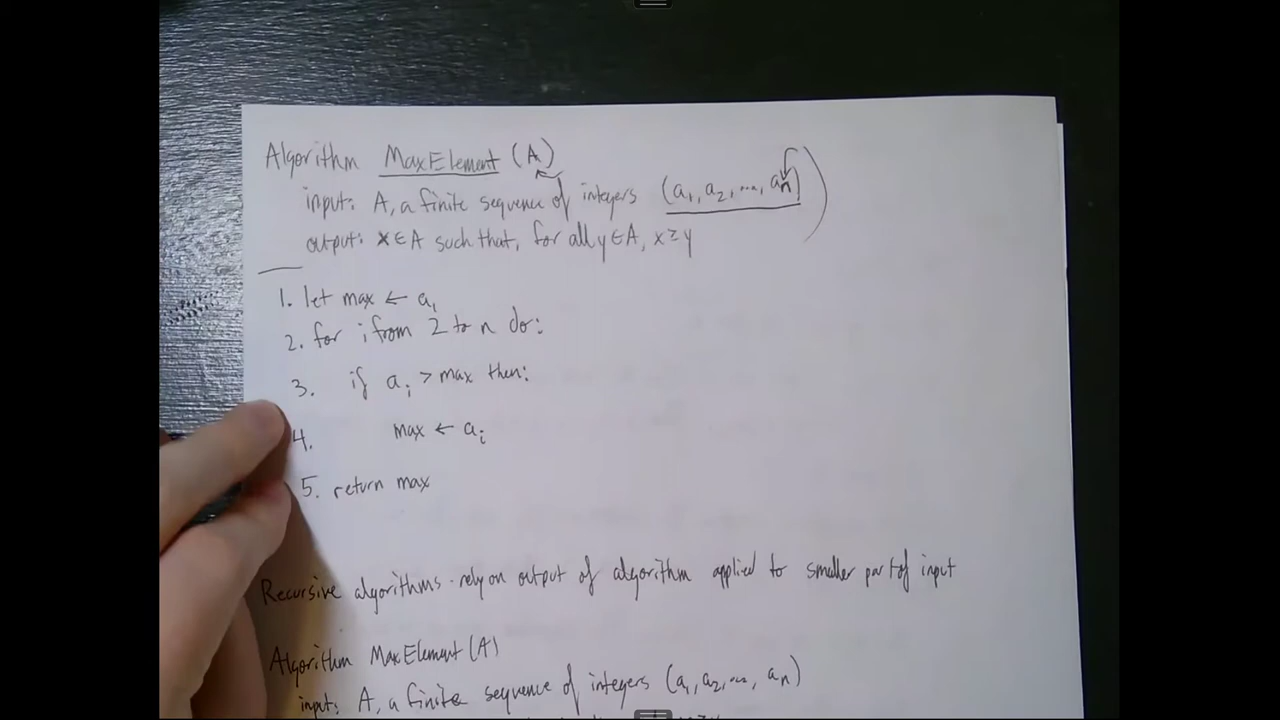 Algorithm MaxElement (A)
input: A, a finite sequence of integers (a₁, a₂, ..., aₙ)
output: x ∈ A such that, for all y ∈ A, x ≥ y
1. let max ← a₁
2. for i from 2 to n do:
3. if aᵢ > max then:
4. max ← aᵢ
5. return max
Recursive algorithms - rely on output of algorithm applied to smaller part of input
Algorithm MaxElement (A)
input: A, a finite sequence of integers (a₁, a₂, ..., aₙ)